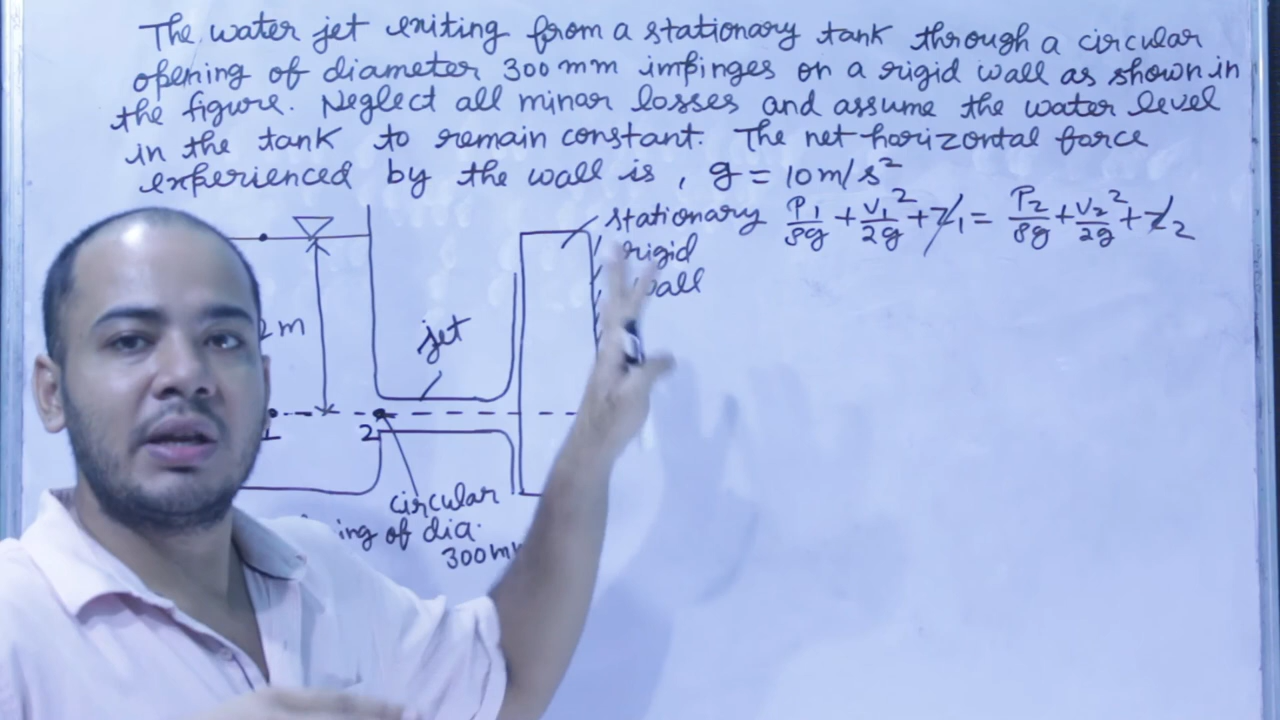 The water jet exiting from a stationary tank through a circular
opening of diameter 300 mm impinges on a rigid wall as shown in
the figure. Neglect all minor losses and assume the water level
in the tank to remain constant. The net horizontal force
experienced by the wall is, g = 10 m/s²
stationary P₁/ρg + V₁²/2g + Z₁ = P₂/ρg + V₂²/2g + Z₂
rigid
wall
2m
jet
1
2
circular
ing of dia.
300mm